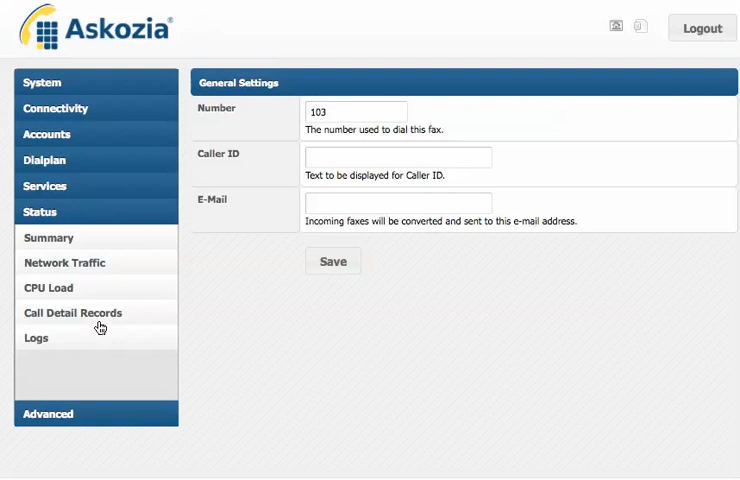 Askozia®
Logout
System
Connectivity
Accounts
Dialplan
Services
Status
Summary
Network Traffic
CPU Load
Call Detail Records
Logs
Advanced
General Settings
Number
103
The number used to dial this fax.
Caller ID
Text to be displayed for Caller ID.
E-Mail
Incoming faxes will be converted and sent to this e-mail address.
Save